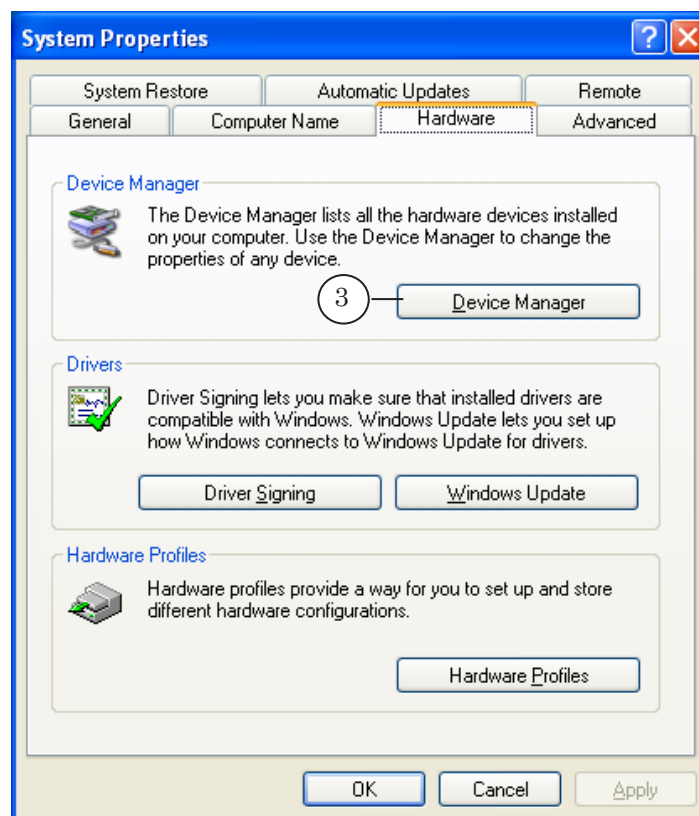 System Properties
System Restore Automatic Updates Remote
General Computer Name Hardware Advanced
Device Manager
The Device Manager lists all the hardware devices installed
on your computer. Use the Device Manager to change the
properties of any device.
3 Device Manager
Drivers
Driver Signing lets you make sure that installed drivers are
compatible with Windows. Windows Update lets you set up
how Windows connects to Windows Update for drivers.
Driver Signing Windows Update
Hardware Profiles
Hardware profiles provide a way for you to set up and store
different hardware configurations.
Hardware Profiles
OK Cancel Apply